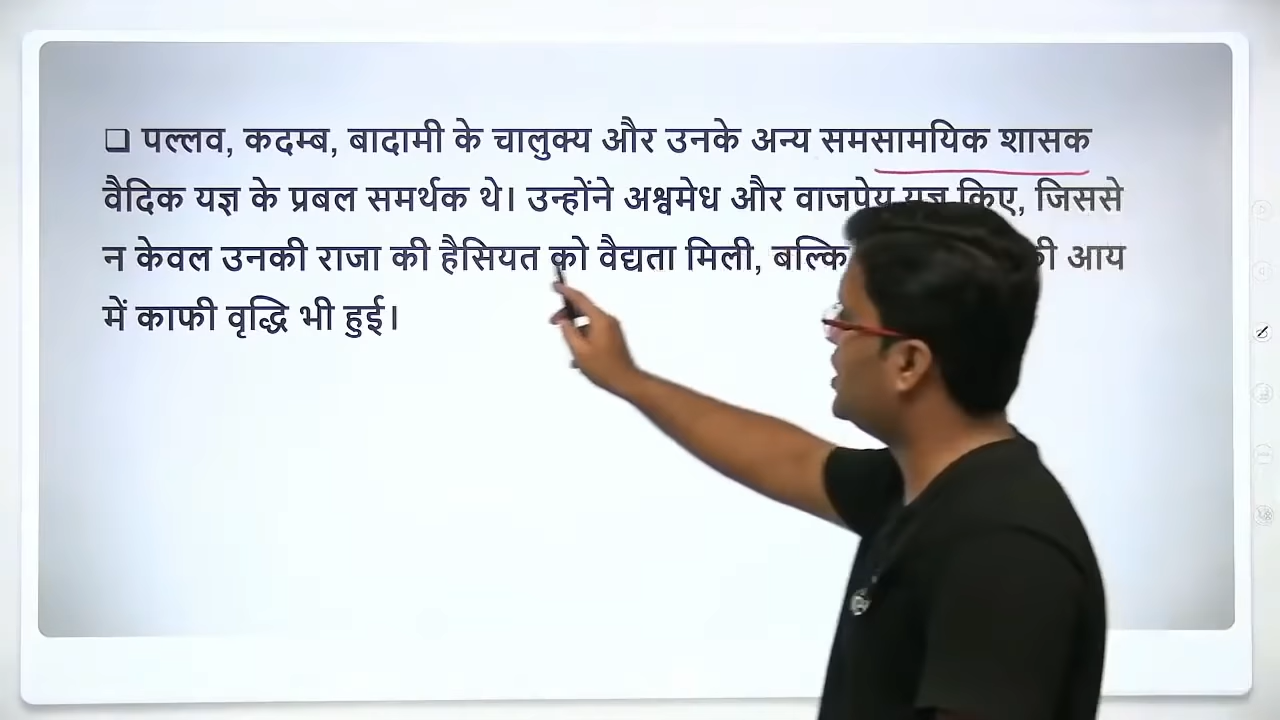 पल्लव, कदम्ब, बादामी के चालुक्य और उनके अन्य समसामयिक शासक
वैदिक यज्ञ के प्रबल समर्थक थे। उन्होंने अश्वमेध और वाजपेय यज्ञ किए, जिससे
न केवल उनकी राजा की हैसियत को वैद्यता मिली, बल्कि की आय
में काफी वृद्धि भी हुई।